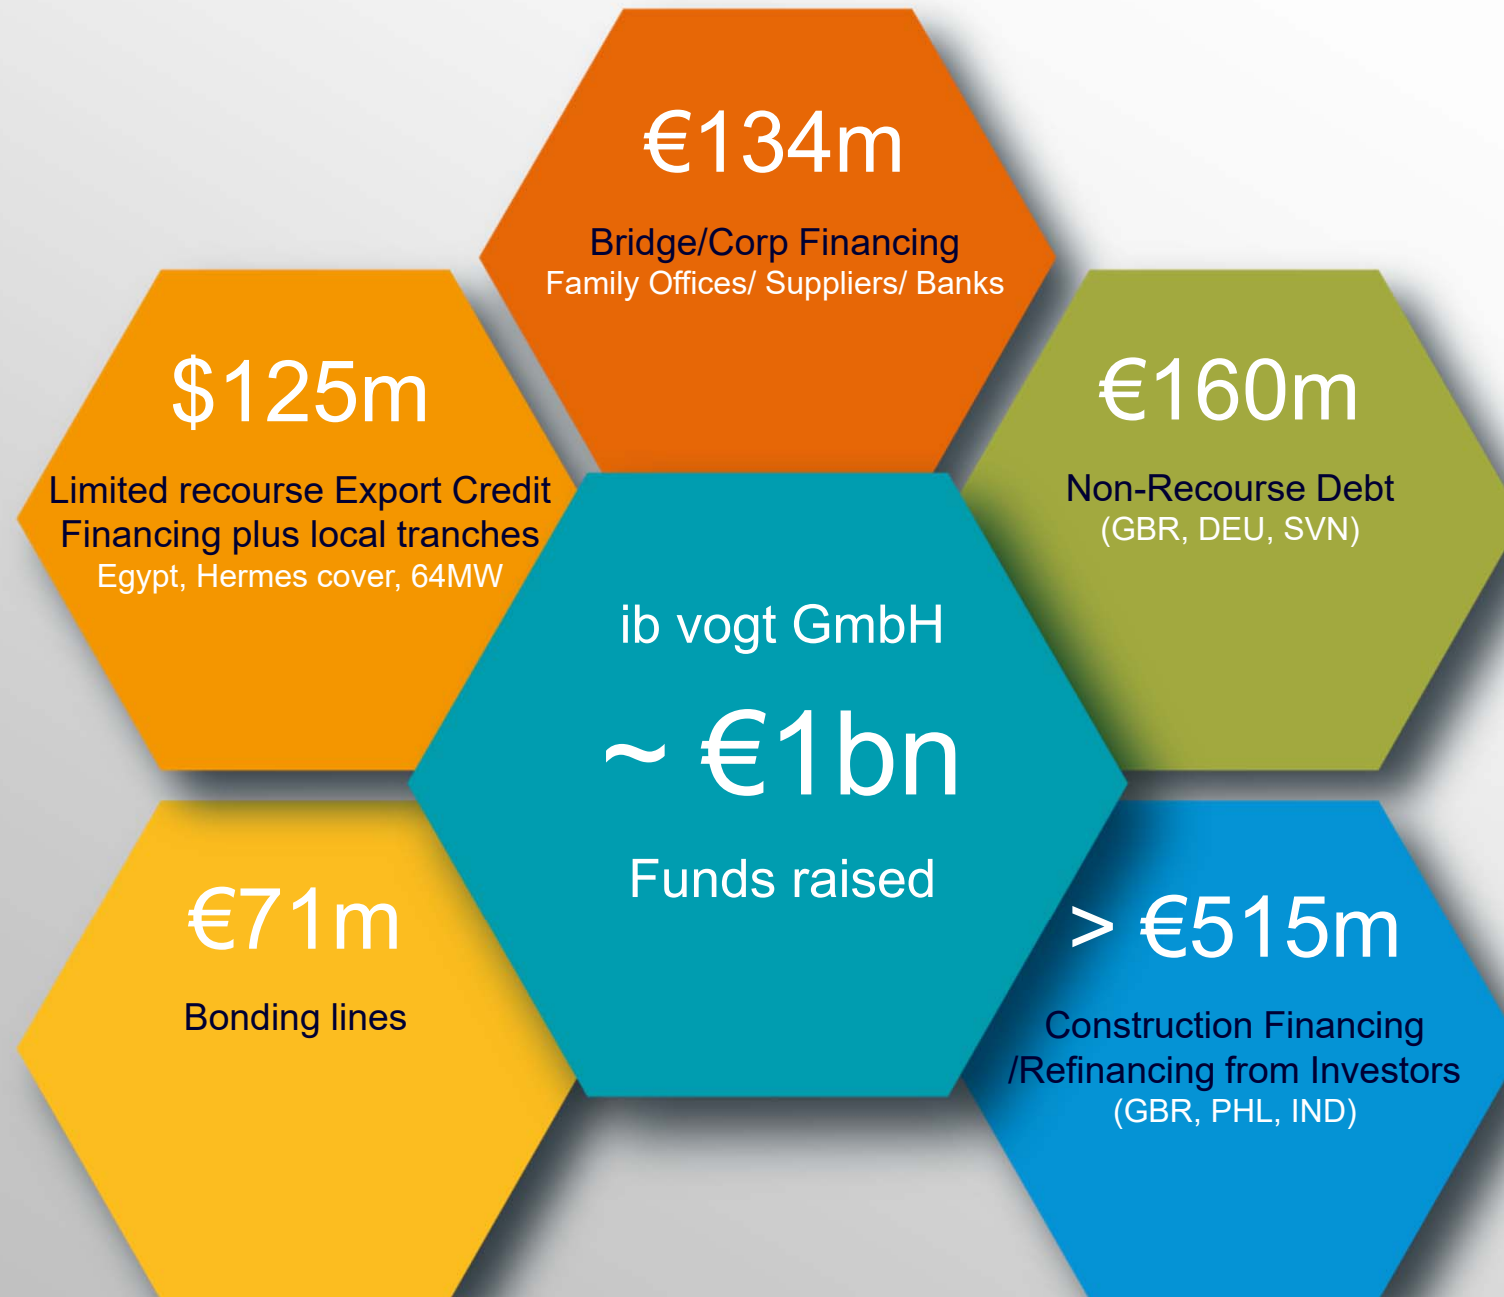 €134m
Bridge/Corp Financing
Family Offices/ Suppliers/ Banks
$125m
Limited recourse Export Credit
Financing plus local tranches
Egypt, Hermes cover, 64MW
€160m
Non-Recourse Debt
(GBR, DEU, SVN)
ib vogt GmbH
~ €1bn
Funds raised
€71m
Bonding lines
> €515m
Construction Financing
/Refinancing from Investors
(GBR, PHL, IND)